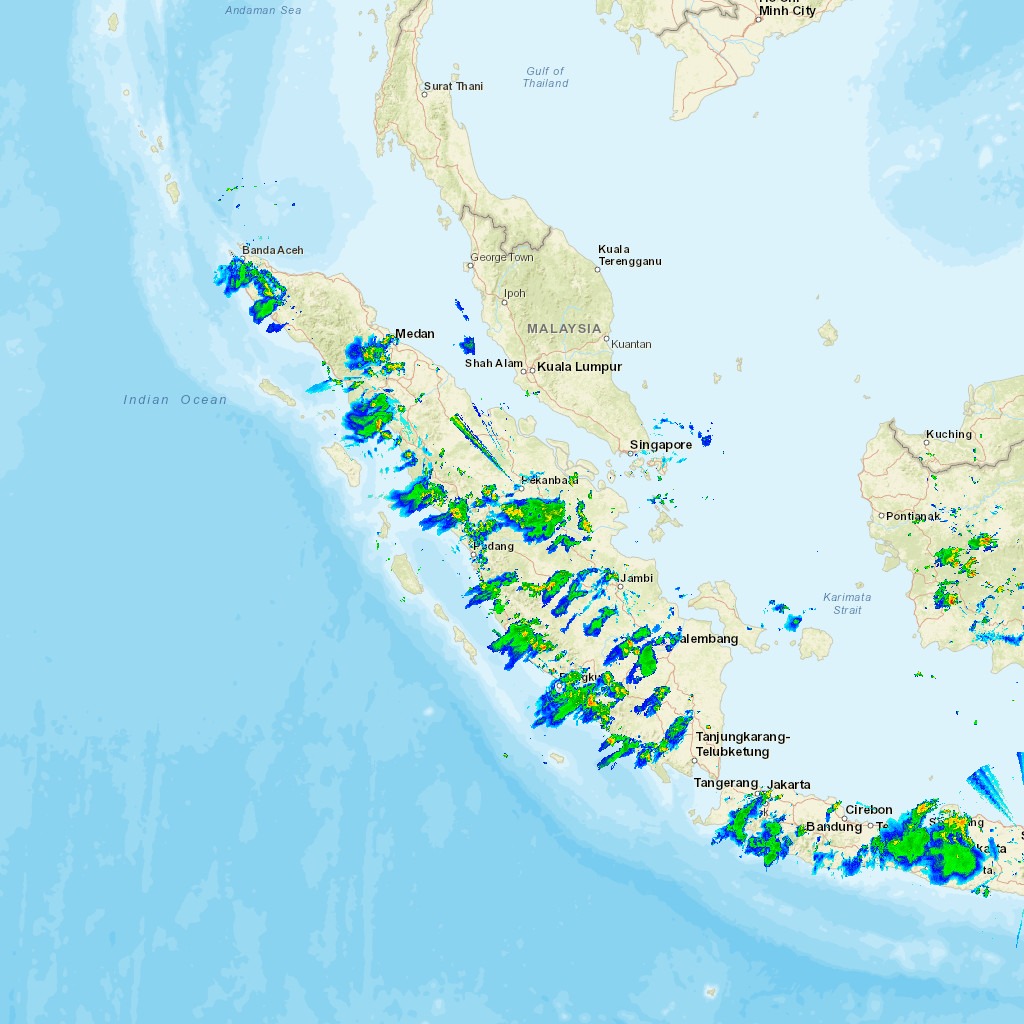 Andaman Sea
Minh City
Gulf of
Thailand
Surat Thani
Banda Aceh
George Town
Kuala
Terengganu
Ipoh
MALAYSIA
Medan
Kuantan
Shah Alam
Kuala Lumpur
Indian Ocean
Singapore
Kuching
Pontianak
Jambi
Karimata
Strait
Tanjungkarang-
Telubketung
Tangerang
Jakarta
Cirebon
Bandung